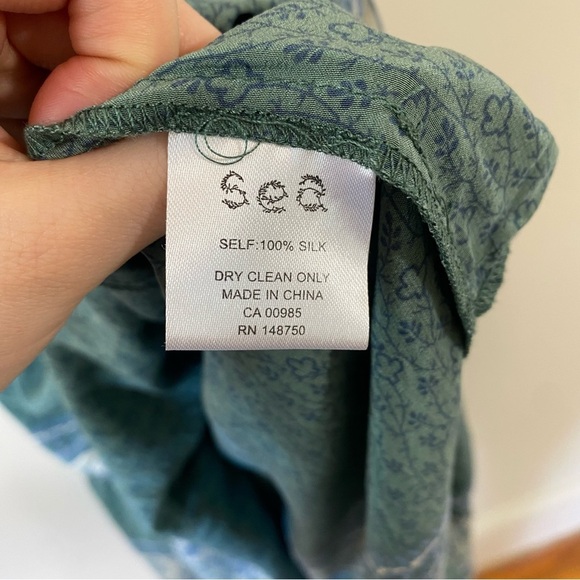 sea
SELF:100% SILK
DRY CLEAN ONLY
MADE IN CHINA
CA 00985
RN 148750